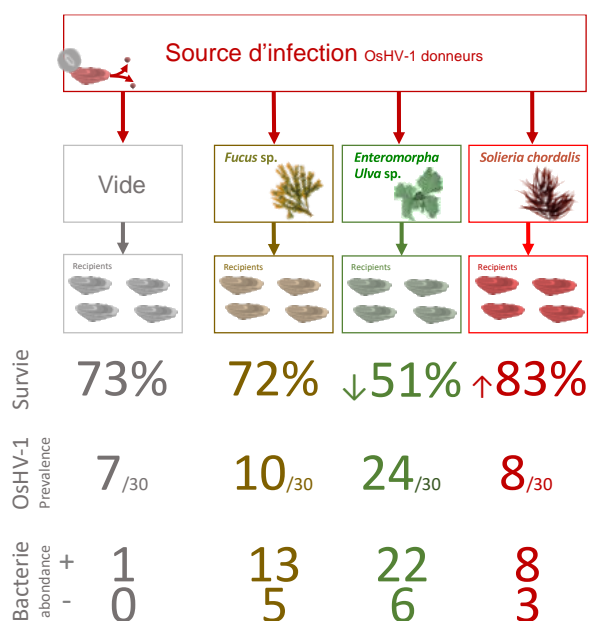 Source d'infection OsHV-1 donneurs
Vide
Fucus sp.
Enteromorpha
Ulva sp.
Solieria chordalis
Recipients
Recipients
Recipients
Recipients
Survie
73%
72%
↓51%
↑83%
OsHV-1
Prevalence
7/30
10/30
24/30
8/30
Bacterie
abondance
+
1
13
22
8
-
0
5
6
3